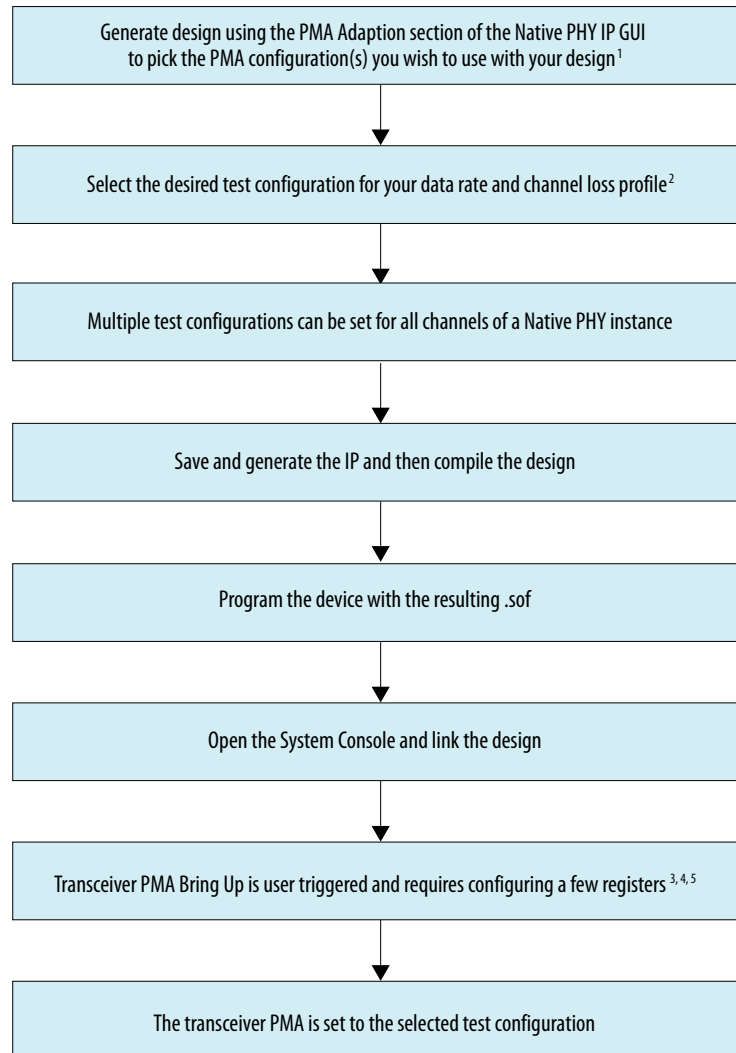 Generate design using the PMA Adaption section of the Native PHY IP GUI
to pick the PMA configuration(s) you wish to use with your design¹
Select the desired test configuration for your data rate and channel loss profile²
Multiple test configurations can be set for all channels of a Native PHY instance
Save and generate the IP and then compile the design
Program the device with the resulting .sof
Open the System Console and link the design
Transceiver PMA Bring Up is user triggered and requires configuring a few registers ³,⁴,⁵
The transceiver PMA is set to the selected test configuration